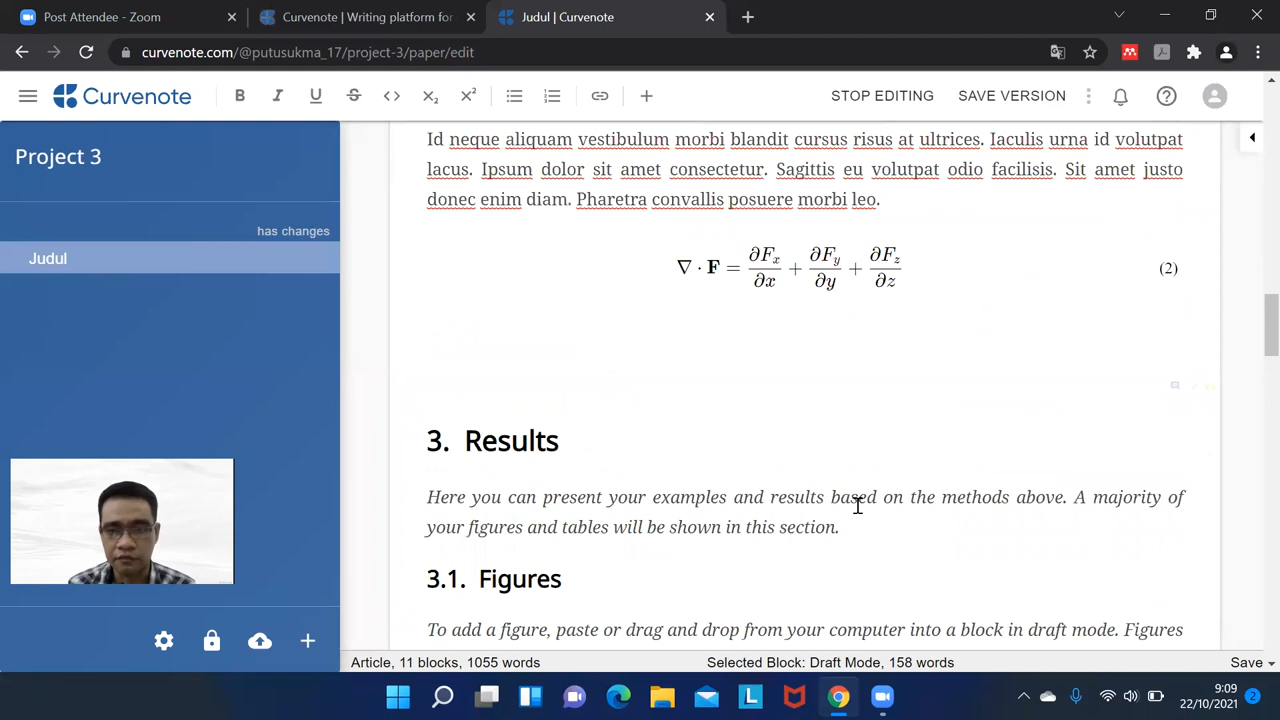 Post Attendee - Zoom
Curvenote | Writing platform for
Judul | Curvenote
curvenote.com/@putusukma_17/project-3/paper/edit
Curvenote
B I U S <> X₂ X²
STOP EDITING
SAVE VERSION
Project 3
has changes
Judul
Id neque aliquam vestibulum morbi blandit cursus risus at ultrices. Iaculis urna id volutpat
lacus. Ipsum dolor sit amet consectetur. Sagittis eu volutpat odio facilisis. Sit amet justo
donec enim diam. Pharetra convallis posuere morbi leo.
∇ · F = ∂Fx/∂x + ∂Fy/∂y + ∂Fz/∂z (2)
3. Results
Here you can present your examples and results based on the methods above. A majority of
your figures and tables will be shown in this section.
3.1. Figures
To add a figure, paste or drag and drop from your computer into a block in draft mode. Figures
Article, 11 blocks, 1055 words
Selected Block: Draft Mode, 158 words
Save
L
9:09
22/10/2021
2